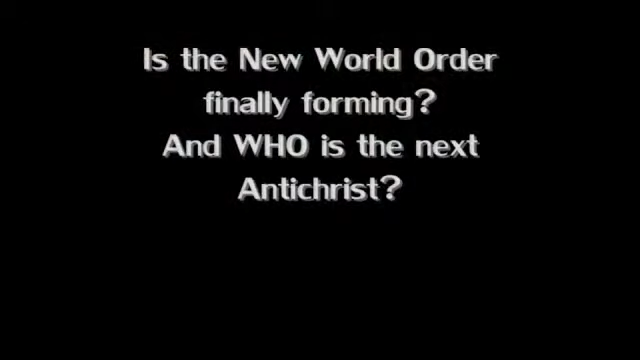 Is the New World Order
finally forming?
And WHO is the next
Antichrist?